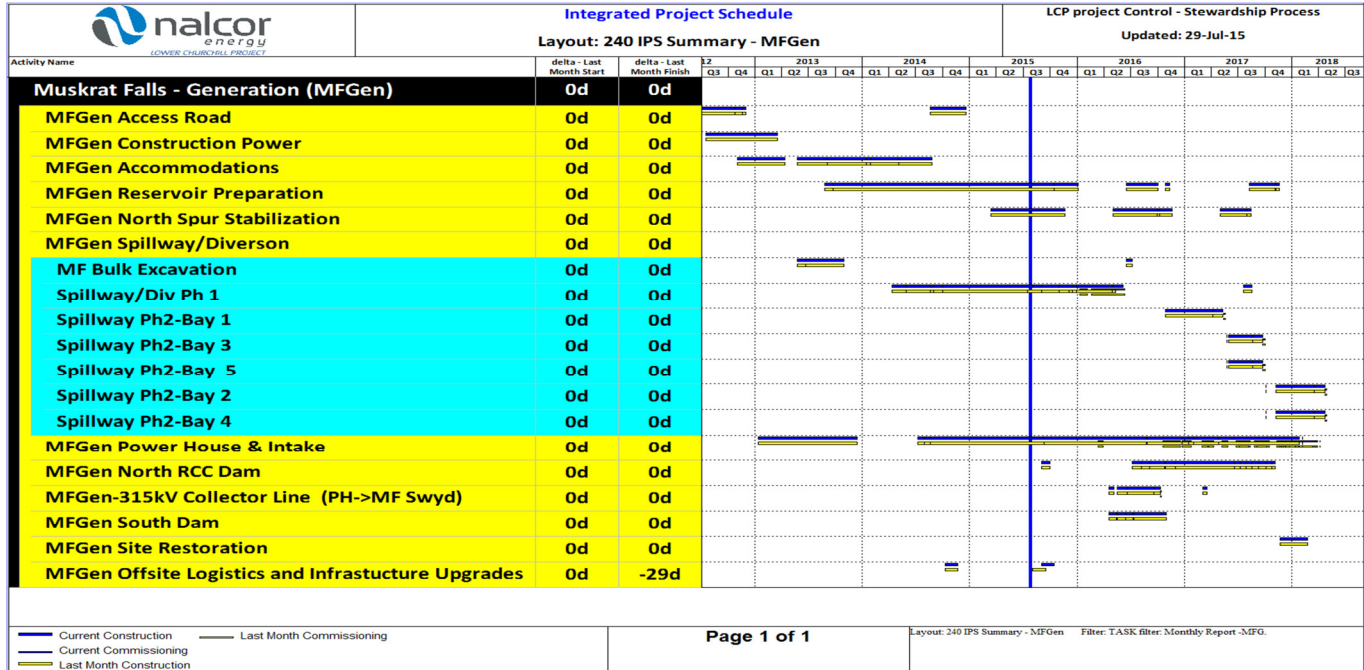 nalcor
energy
LOWER CHURCHILL PROJECT
Integrated Project Schedule
Layout: 240 IPS Summary - MFGen
LCP project Control - Stewardship Process
Updated: 29-Jul-15
Activity Name
delta - Last Month Start
delta - Last Month Finish
12 2013 2014 2015 2016 2017 2018
Q3 Q4 Q1 Q2 Q3 Q4 Q1 Q2 Q3 Q4 Q1 Q2 Q3 Q4 Q1 Q2 Q3 Q4 Q1 Q2 Q3 Q4 Q1 Q2 Q3
Muskrat Falls - Generation (MFGen) 0d 0d
MFGen Access Road 0d 0d
MFGen Construction Power 0d 0d
MFGen Accommodations 0d 0d
MFGen Reservoir Preparation 0d 0d
MFGen North Spur Stabilization 0d 0d
MFGen Spillway/Diverson 0d 0d
MF Bulk Excavation 0d 0d
Spillway/Div Ph 1 0d 0d
Spillway Ph2-Bay 1 0d 0d
Spillway Ph2-Bay 3 0d 0d
Spillway Ph2-Bay 5 0d 0d
Spillway Ph2-Bay 2 0d 0d
Spillway Ph2-Bay 4 0d 0d
MFGen Power House & Intake 0d 0d
MFGen North RCC Dam 0d 0d
MFGen-315kV Collector Line (PH->MF Swyd) 0d 0d
MFGen South Dam 0d 0d
MFGen Site Restoration 0d 0d
MFGen Offsite Logistics and Infrastucture Upgrades 0d -29d
Current Construction Last Month Commissioning
Current Commissioning
Last Month Construction
Page 1 of 1
Layout: 240 IPS Summary - MFGen Filter: TASK filter: Monthly Report -MFG.